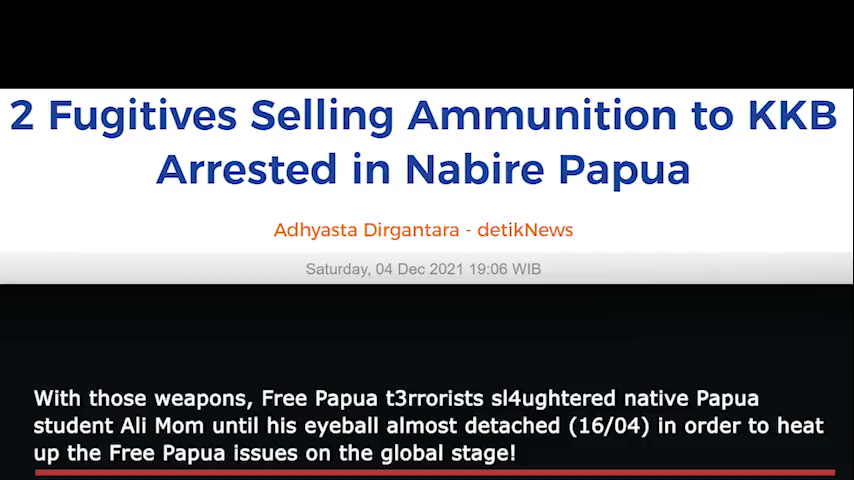 2 Fugitives Selling Ammunition to KKB
Arrested in Nabire Papua
Adhyasta Dirgantara - detikNews
Saturday, 04 Dec 2021 19:06 WIB
With those weapons, Free Papua t3rrorists sl4ughtered native Papua
student Ali Mom until his eyeball almost detached (16/04) in order to heat
up the Free Papua issues on the global stage!